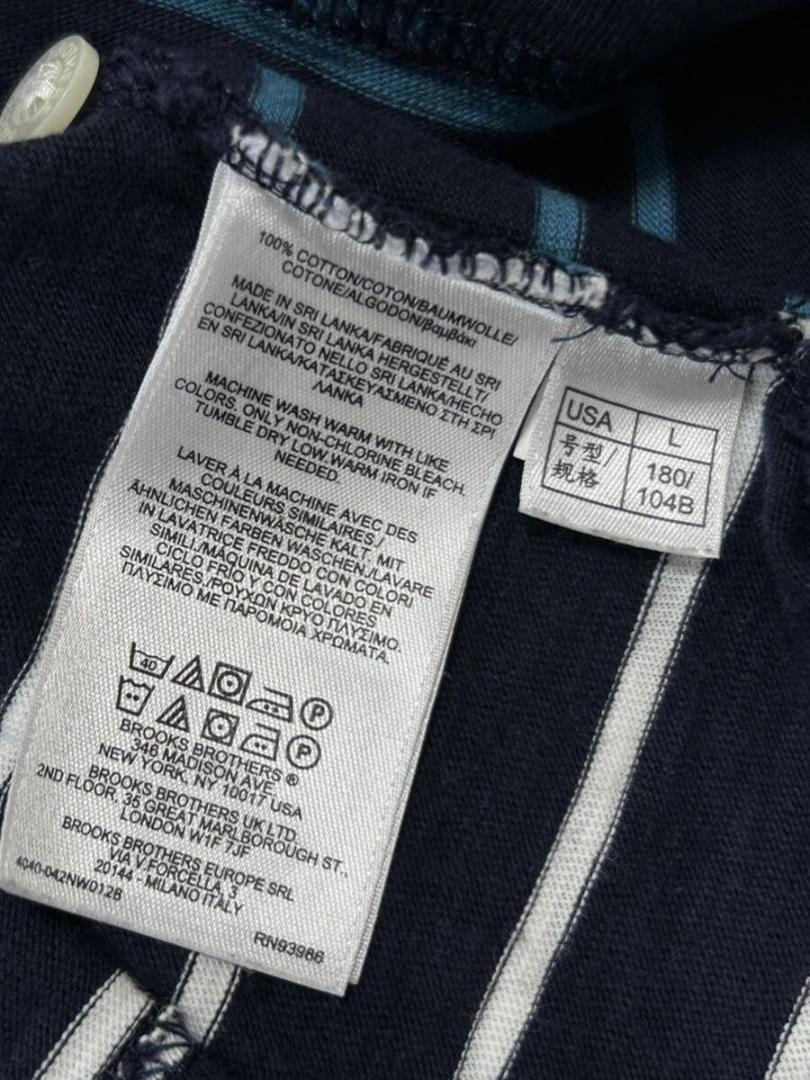 100% COTTON/COTON/BAUMWOLLE/
COTONE/ALGODON/βαμβάκι
MADE IN SRI LANKA/FABRIQUÉ AU SRI
LANKA/IN SRI LANKA HERGESTELLT/
CONFEZIONATO NELLO SRI LANKA/HECHO
EN SRI LANKA/ΚΑΤΑΣΚΕΥΑΣΜΕΝΟ ΣΤΗ ΣΡΙ
ΛΑΝΚΑ
MACHINE WASH WARM WITH LIKE
COLORS. ONLY NON-CHLORINE BLEACH.
TUMBLE DRY LOW. WARM IRON IF
NEEDED.
LAVER À LA MACHINE AVEC DES
COULEURS SIMILAIRES /
MASCHINENWÄSCHE KALT. MIT
ÄHNLICHEN FARBEN WASCHEN./LAVARE
IN LAVATRICE FREDDO CON COLORI
SIMILI./MÁQUINA DE LAVADO EN
CICLO FRÍO Y CON COLORES
SIMILARES./ΡΟΥΧΩΝ ΚΡΥΟ ΠΛΥΣΙΜΟ.
ΠΛΥΣΙΜΟ ΜΕ ΠΑΡΟΜΟΙΑ ΧΡΩΜΑΤΑ.
40 P
P
BROOKS BROTHERS ®
346 MADISON AVE.
NEW YORK, NY 10017 USA
BROOKS BROTHERS UK LTD.
2ND FLOOR, 35 GREAT MARLBOROUGH ST.,
LONDON W1F 7JF
BROOKS BROTHERS EUROPE SRL
VIA V FORCELLA, 3
20144 - MILANO ITALY
4040-042NW012B
RN93986
USA L
号型/ 180/
规格 104B